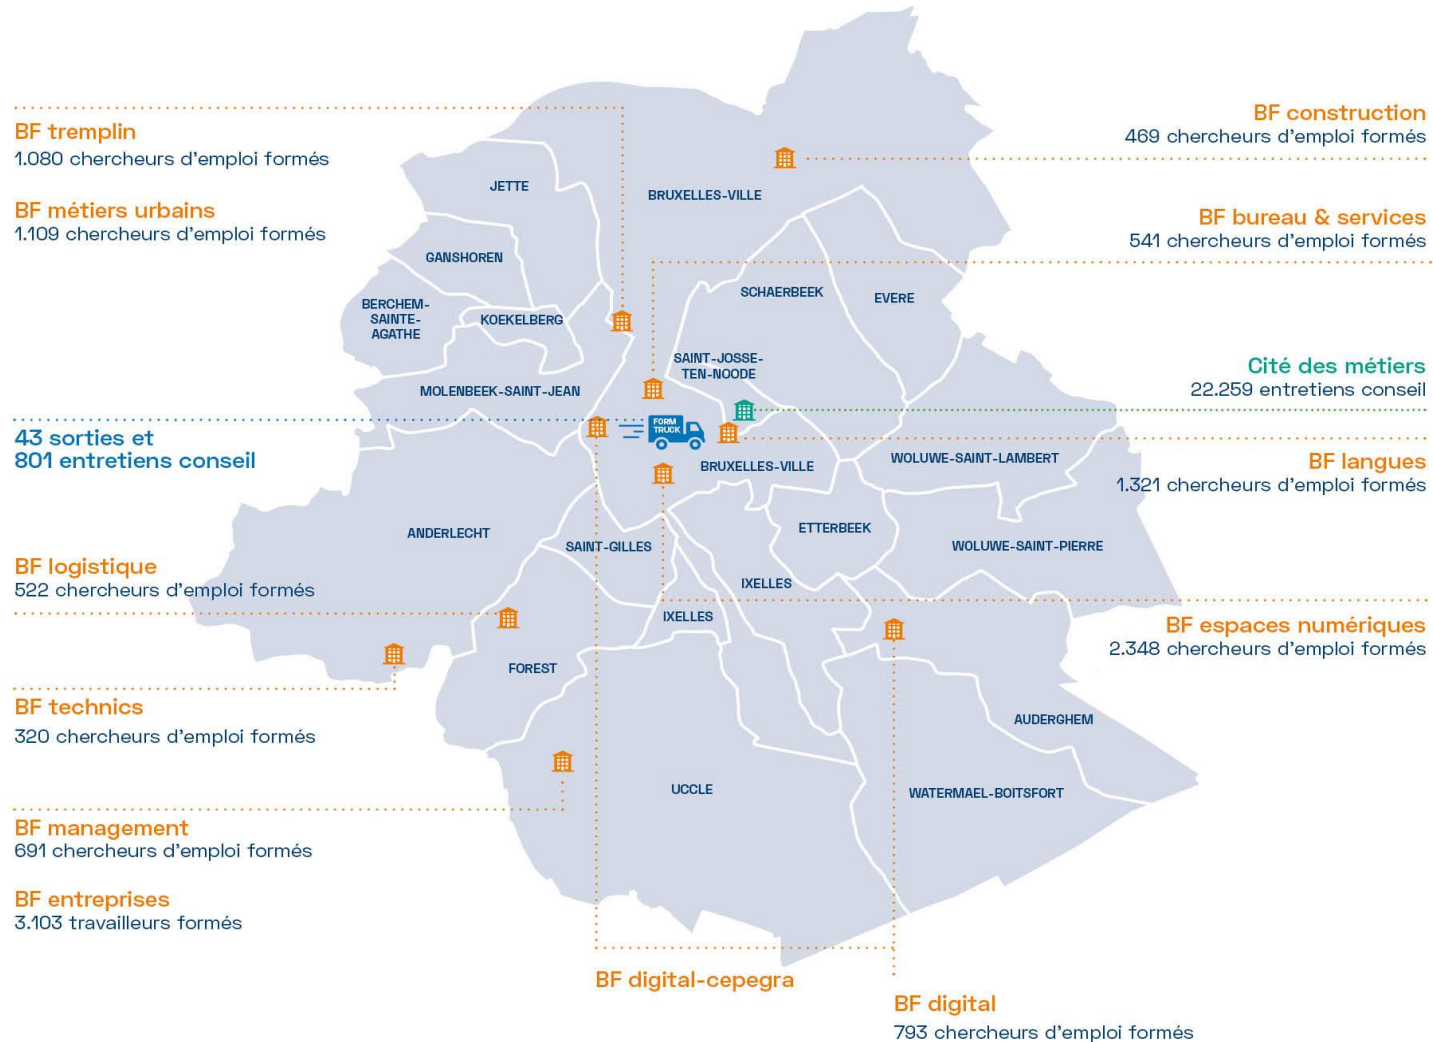 BF tremplin
1.080 chercheurs d'emploi formés
BF métiers urbains
1.109 chercheurs d'emploi formés
43 sorties et
801 entretiens conseil
BF logistique
522 chercheurs d'emploi formés
BF technics
320 chercheurs d'emploi formés
BF management
691 chercheurs d'emploi formés
BF entreprises
3.103 travailleurs formés
JETTE
BRUXELLES-VILLE
GANSHOREN
BERCHEM-
SAINTE-
AGATHE
KOEKELBERG
SCHAERBEEK
EVERE
SAINT-JOSSE-
TEN-NOODE
MOLENBEEK-SAINT-JEAN
FORM
TRUCK
BRUXELLES-VILLE
WOLUWE-SAINT-LAMBERT
ANDERLECHT
SAINT-GILLES
ETTERBEEK
WOLUWE-SAINT-PIERRE
IXELLES
IXELLES
FOREST
AUDERGHEM
UCCLE
WATERMAEL-BOITSFORT
BF construction
469 chercheurs d'emploi formés
BF bureau & services
541 chercheurs d'emploi formés
Cité des métiers
22.259 entretiens conseil
BF langues
1.321 chercheurs d'emploi formés
BF espaces numériques
2.348 chercheurs d'emploi formés
BF digital-cepegra
BF digital
793 chercheurs d'emploi formés